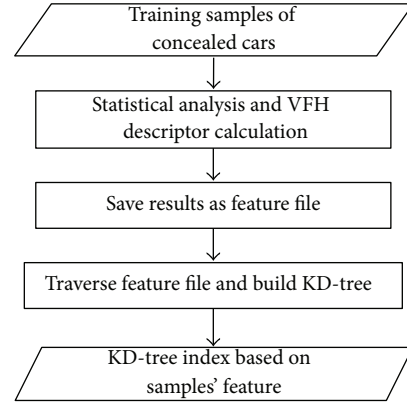 Training samples of
concealed cars
Statistical analysis and VFH
descriptor calculation
Save results as feature file
Traverse feature file and build KD-tree
KD-tree index based on
samples' feature